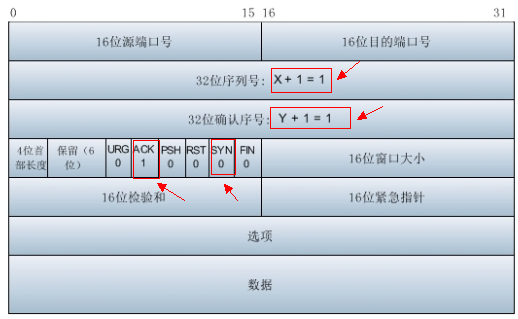 0 15 16 31
16位源端口号 16位目的端口号
32位序列号: X + 1 = 1
32位确认序号: Y + 1 = 1
4位首部长度 保留（6位） URG 0 ACK 1 PSH 0 RST 0 SYN 0 FIN 0 16位窗口大小
16位检验和 16位紧急指针
选项
数据